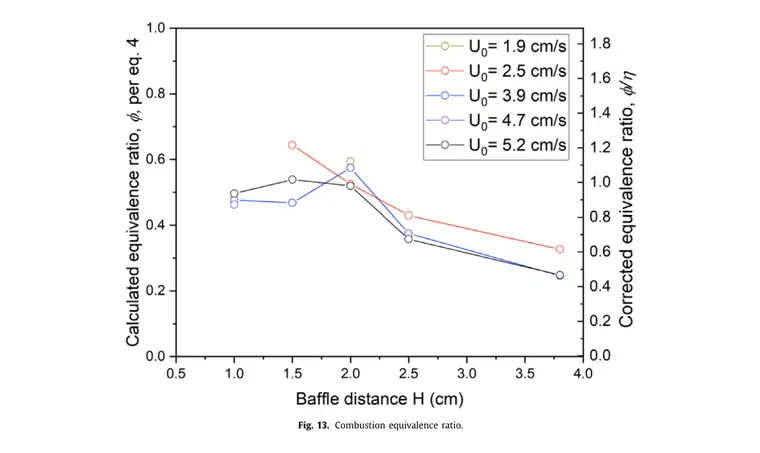 Calculated equivalence ratio, ϕ, per eq. 4
1.0
0.8
0.6
0.4
0.2
0.0
0.5 1.0 1.5 2.0 2.5 3.0 3.5 4.0
Baffle distance H (cm)
U0= 1.9 cm/s
U0= 2.5 cm/s
U0= 3.9 cm/s
U0= 4.7 cm/s
U0= 5.2 cm/s
1.8
1.6
1.4
1.2
1.0
0.8
0.6
0.4
0.2
0.0
Corrected equivalence ratio, ϕ/η
Fig. 13. Combustion equivalence ratio.